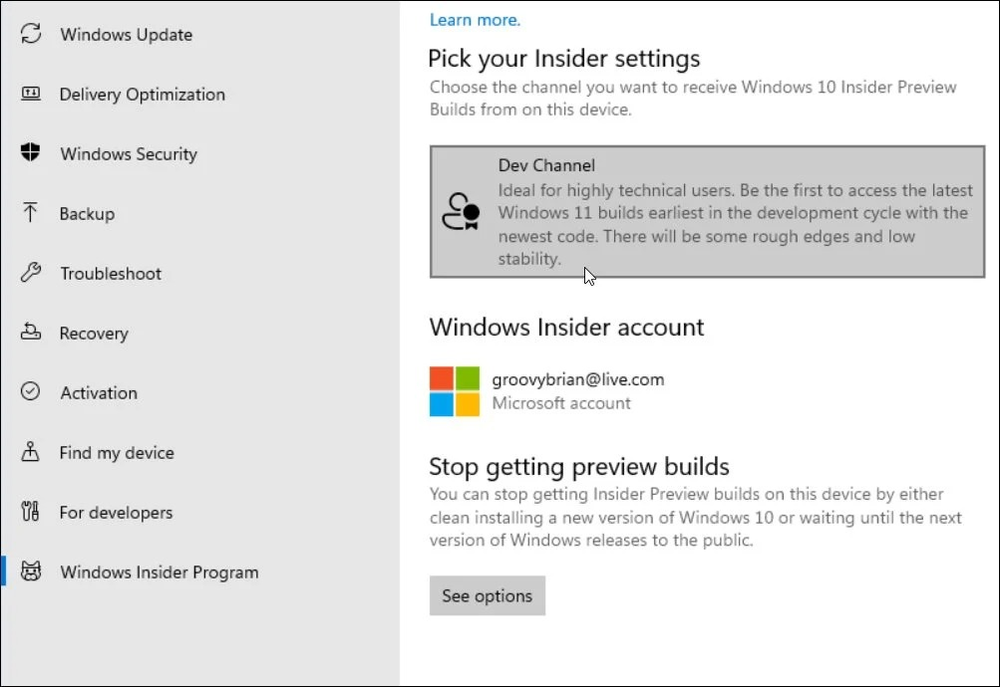 Windows Update
Delivery Optimization
Windows Security
Backup
Troubleshoot
Recovery
Activation
Find my device
For developers
Windows Insider Program
Learn more.
Pick your Insider settings
Choose the channel you want to receive Windows 10 Insider Preview
Builds from on this device.
Dev Channel
Ideal for highly technical users. Be the first to access the latest
Windows 11 builds earliest in the development cycle with the
newest code. There will be some rough edges and low
stability.
Windows Insider account
groovybrian@live.com
Microsoft account
Stop getting preview builds
You can stop getting Insider Preview builds on this device by either
clean installing a new version of Windows 10 or waiting until the next
version of Windows releases to the public.
See options